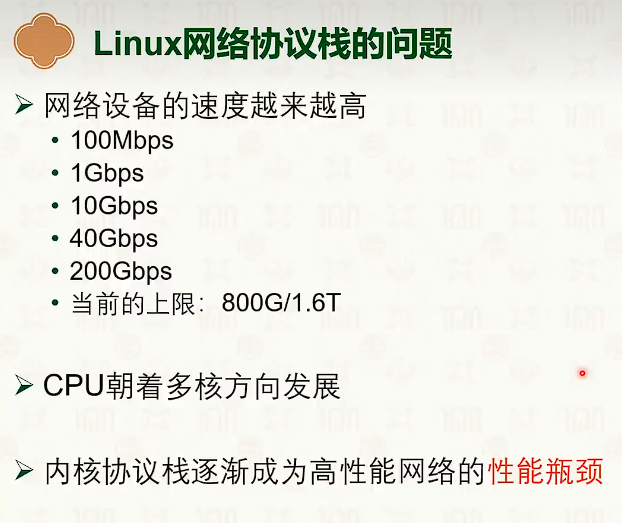 Linux网络协议栈的问题
网络设备的速度越来越高
100Mbps
1Gbps
10Gbps
40Gbps
200Gbps
当前的上限：800G/1.6T
CPU朝着多核方向发展
内核协议栈逐渐成为高性能网络的性能瓶颈